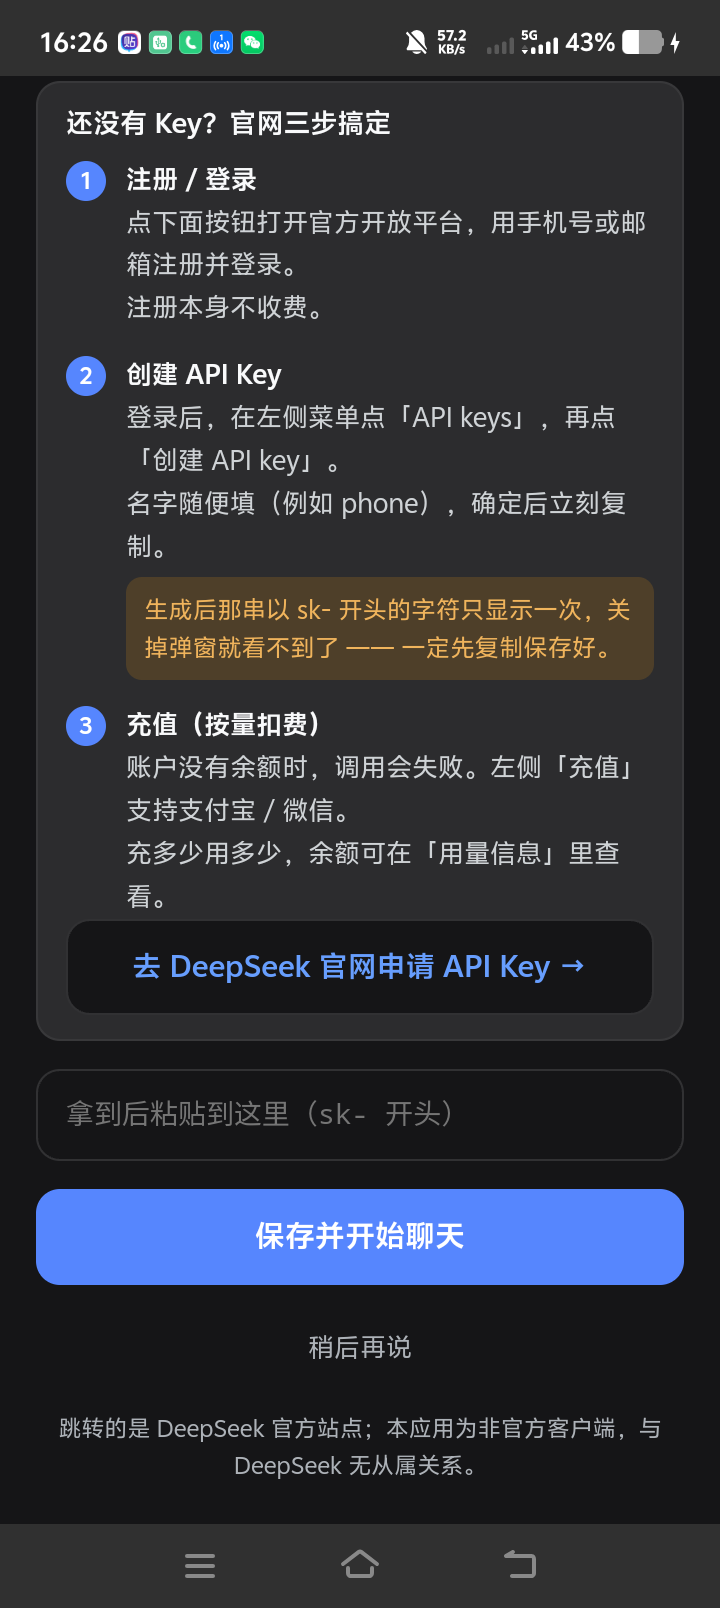 16:26
57.2
KB/s
5G
43%
还没有 Key？官网三步搞定
1
注册 / 登录
点下面按钮打开官方开放平台，用手机号或邮
箱注册并登录。
注册本身不收费。
2
创建 API Key
登录后，在左侧菜单点「API keys」，再点
「创建 API key」。
名字随便填（例如 phone），确定后立刻复
制。
生成后那串以 sk- 开头的字符只显示一次，关
掉弹窗就看不到了 —— 一定先复制保存好。
3
充值（按量扣费）
账户没有余额时，调用会失败。左侧「充值」
支持支付宝 / 微信。
充多少用多少，余额可在「用量信息」里查
看。
去 DeepSeek 官网申请 API Key →
拿到后粘贴到这里（sk- 开头）
保存并开始聊天
稍后再说
跳转的是 DeepSeek 官方站点；本应用为非官方客户端，与
DeepSeek 无从属关系。